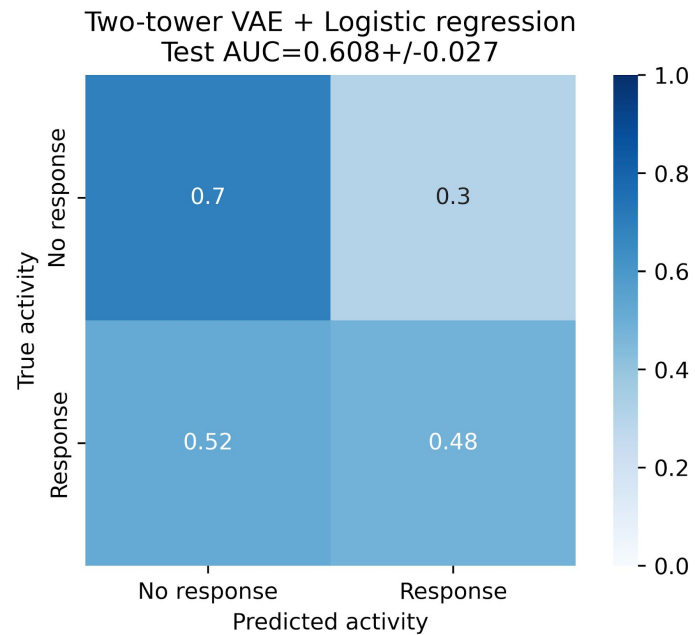 Two-tower VAE + Logistic regression
Test AUC=0.608+/-0.027
True activity
No response
Response
0.7
0.3
0.52
0.48
No response
Response
Predicted activity
1.0
0.8
0.6
0.4
0.2
0.0